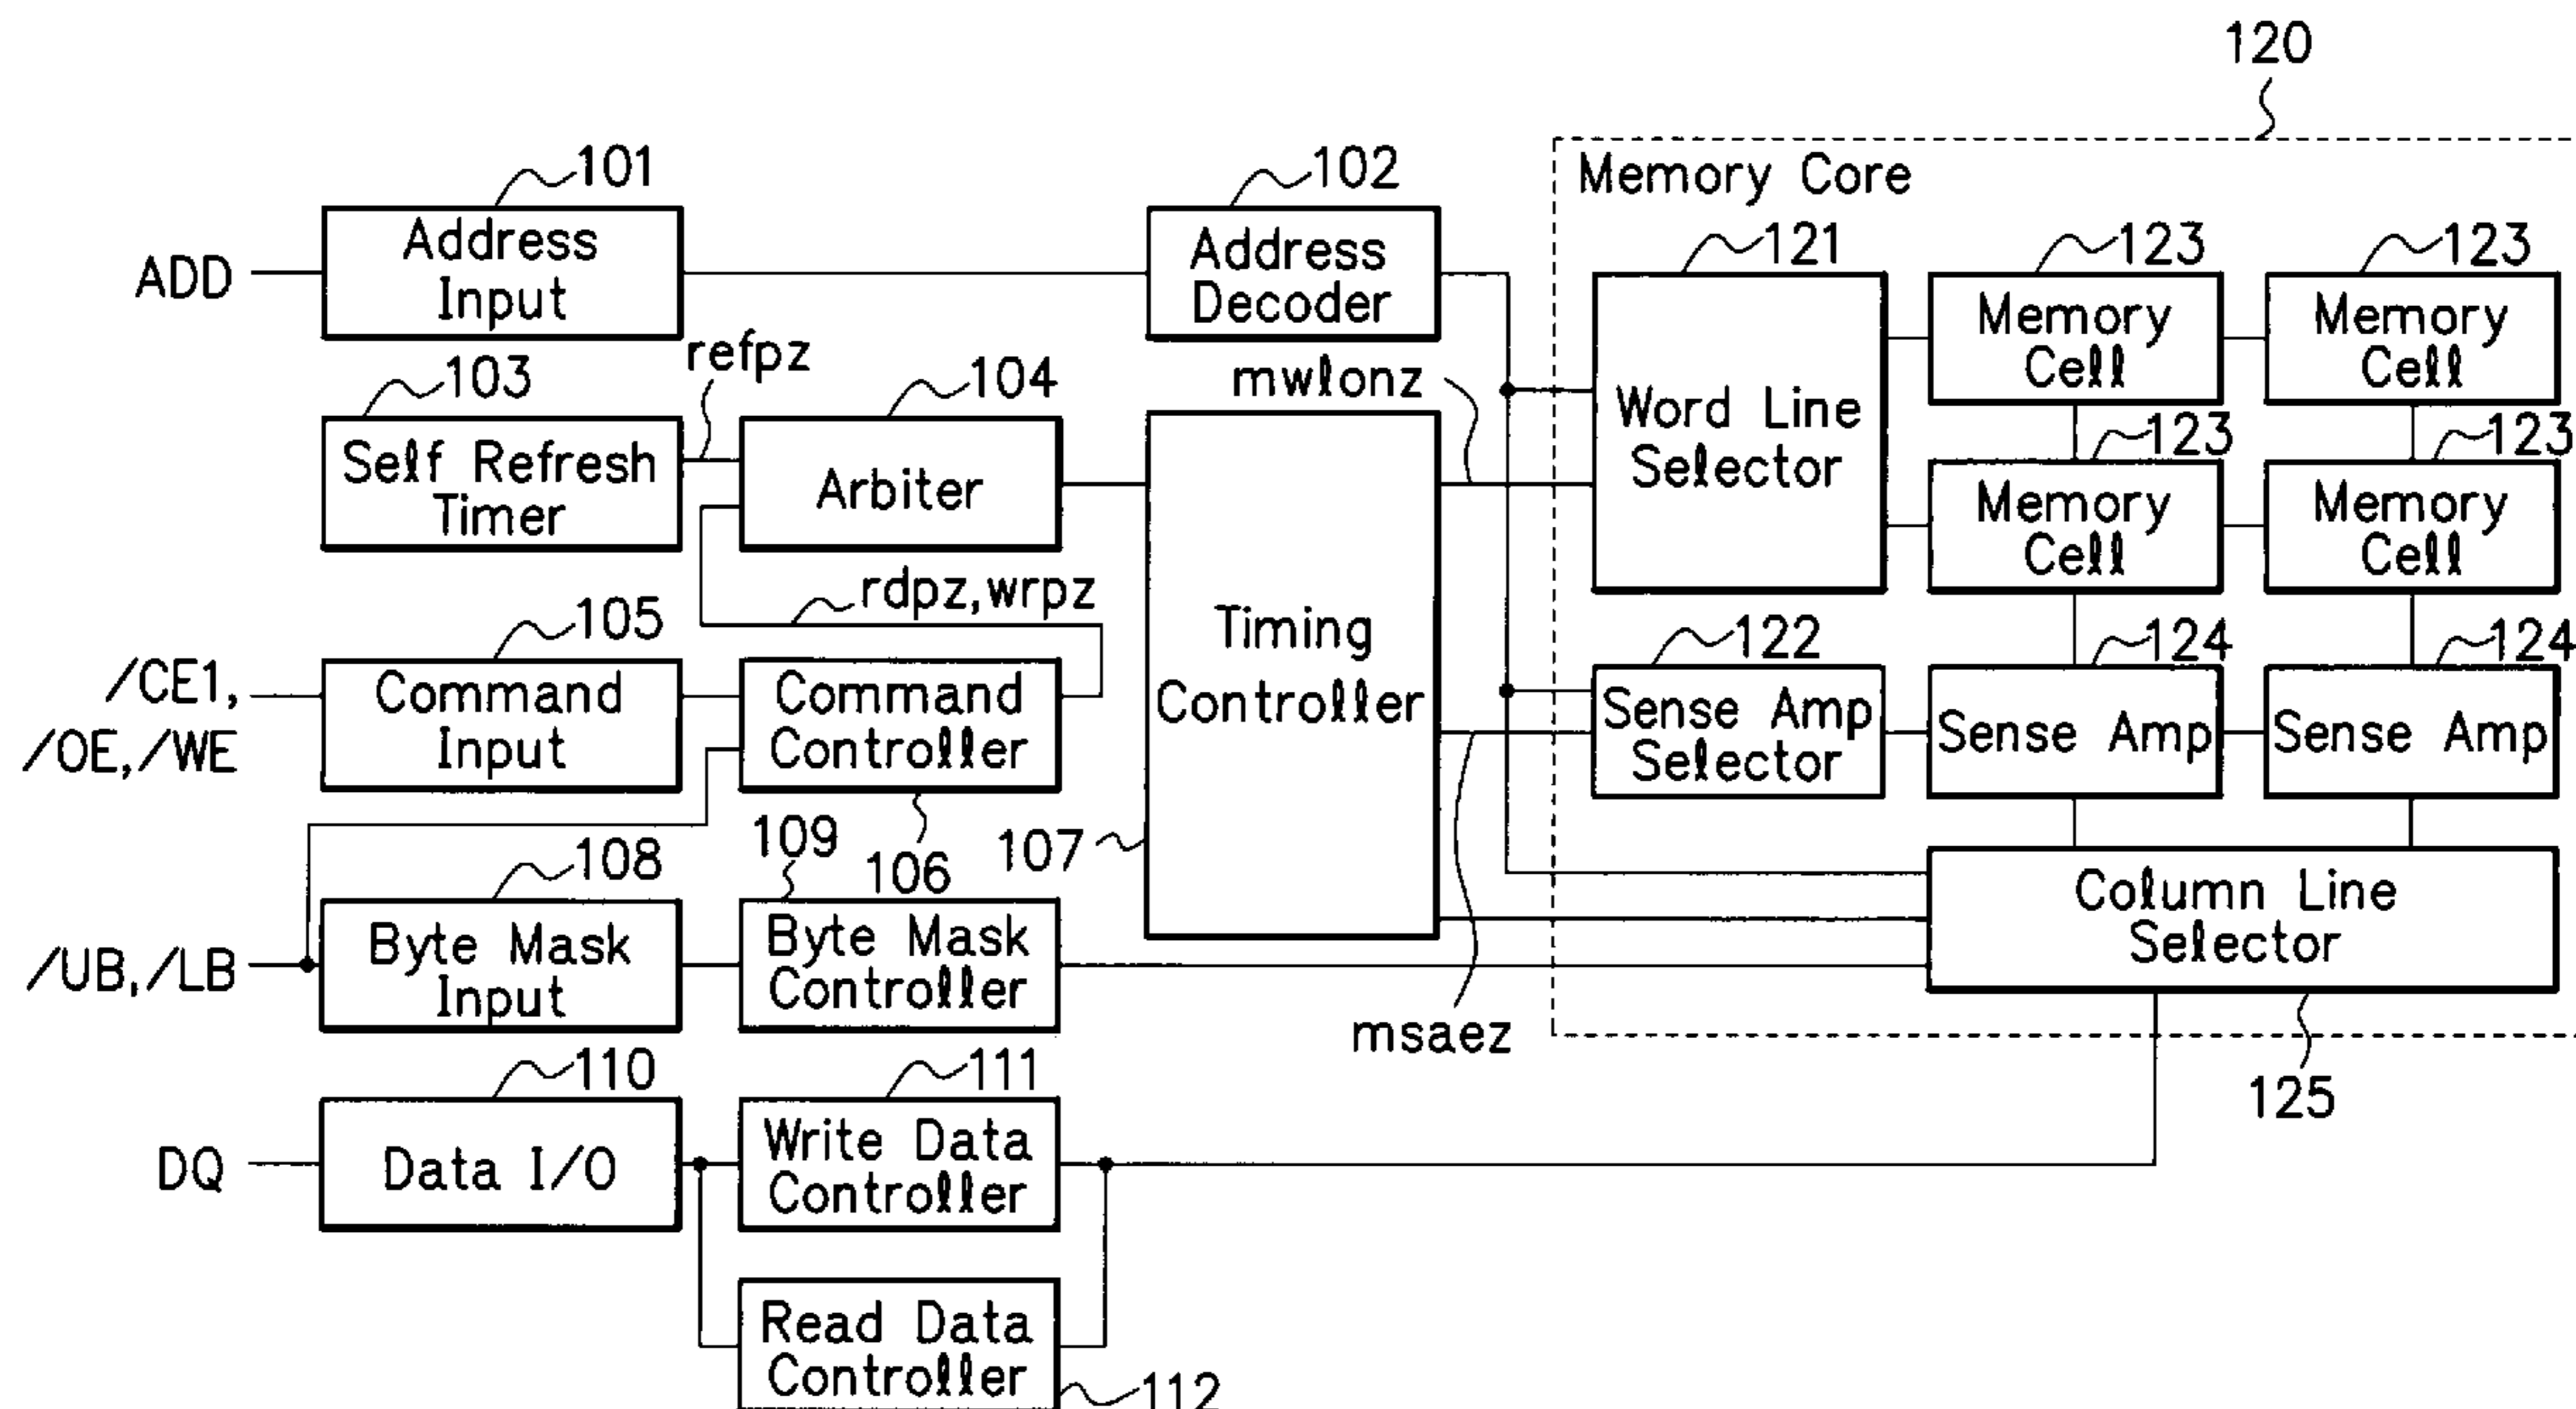 120
101
102
Memory Core
ADD
Address
Input
Address
Decoder
121
123
123
Memory
Cell
Memory
Cell
refpz
mwlonz
103
104
Self Refresh
Timer
Arbiter
Word Line
Selector
123
123
Memory
Cell
Memory
Cell
rdpz,wrpz
Timing
Controller
105
122
124
124
/CE1,
/OE,/WE
Command
Input
Command
Controller
Sense Amp
Selector
Sense Amp
Sense Amp
106
107
108
109
/UB,/LB
Byte Mask
Input
Byte Mask
Controller
Column Line
Selector
msaez
125
110
111
DQ
Data I/O
Write Data
Controller
Read Data
Controller
112